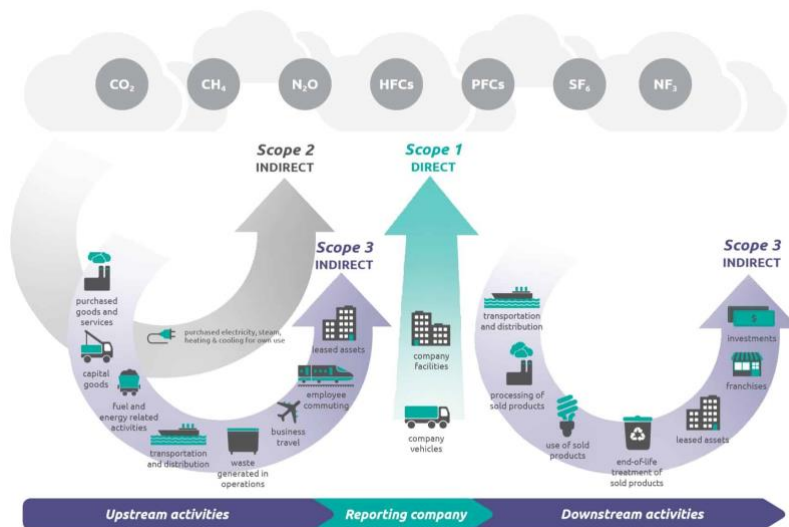 CO₂
CH₄
N₂O
HFCs
PFCs
SF₆
NF₃
Scope 2
INDIRECT
Scope 1
DIRECT
Scope 3
INDIRECT
Scope 3
INDIRECT
purchased
goods and
services
capital
goods
fuel and
energy related
activities
transportation
and distribution
waste
generated in
operations
business
travel
employee
commuting
leased assets
purchased electricity, steam,
heating & cooling for own use
company
facilities
company
vehicles
transportation
and distribution
processing of
sold products
use of sold
products
end-of-life
treatment of
sold products
leased assets
franchises
$
investments
Upstream activities
Reporting company
Downstream activities